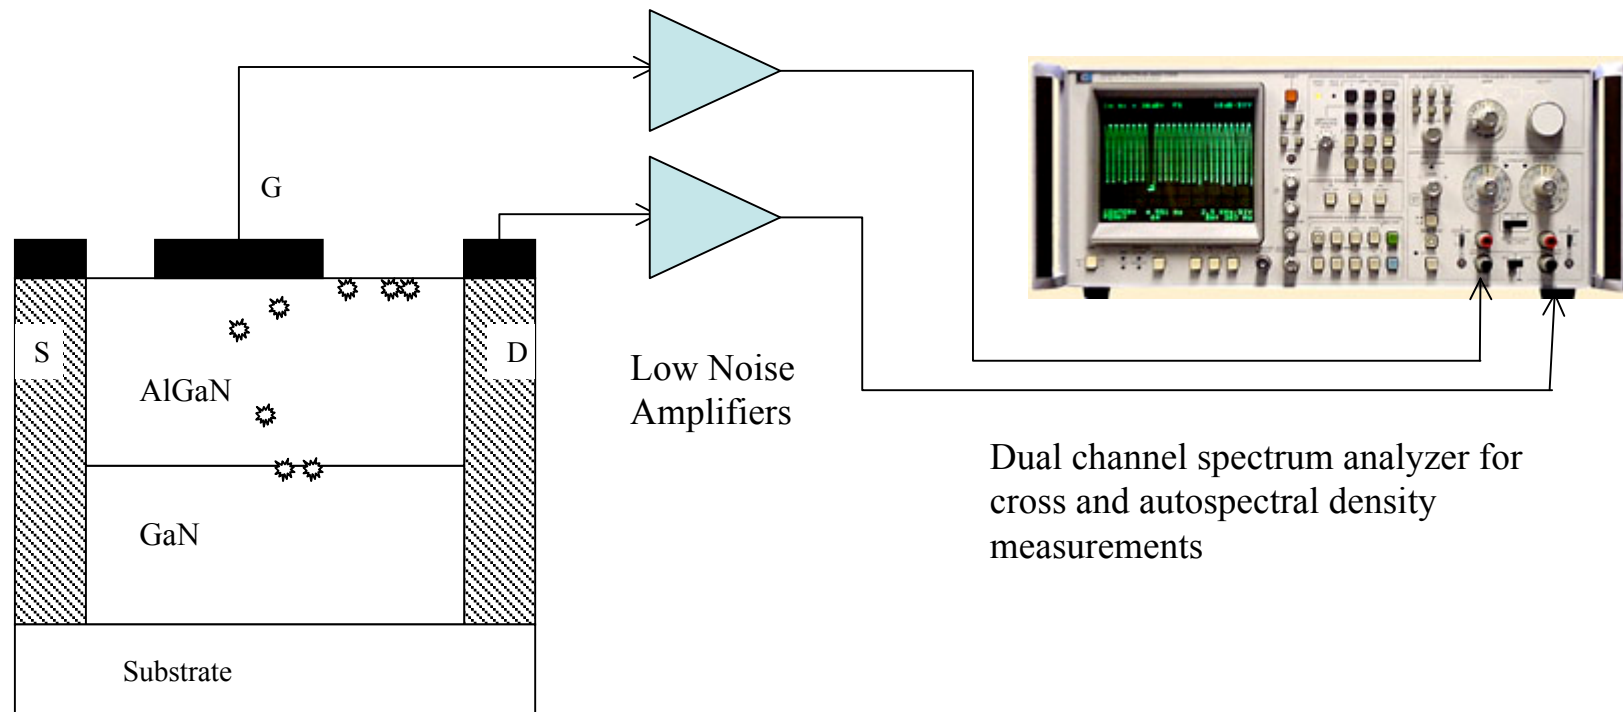 G
S
D
AlGaN
GaN
Substrate
Low Noise
Amplifiers
Dual channel spectrum analyzer for
cross and autospectral density
measurements